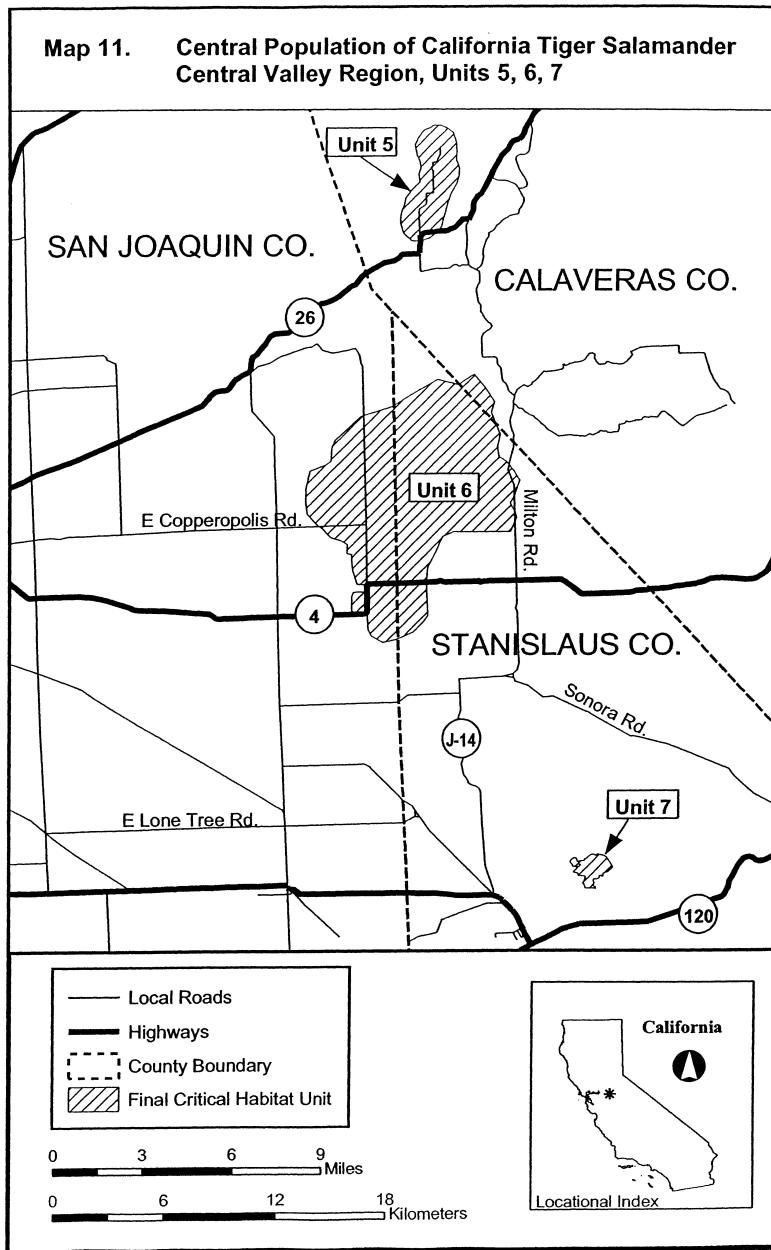 Map 11. Central Population of California Tiger Salamander
Central Valley Region, Units 5, 6, 7
Unit 5
SAN JOAQUIN CO.
CALAVERAS CO.
26
Unit 6
E Copperopolis Rd.
Milton Rd.
4
STANISLAUS CO.
Sonora Rd.
J-14
Unit 7
E Lone Tree Rd.
120
Local Roads
Highways
County Boundary
Final Critical Habitat Unit
0 3 6 9
Miles
0 6 12 18
Kilometers
California
Locational Index